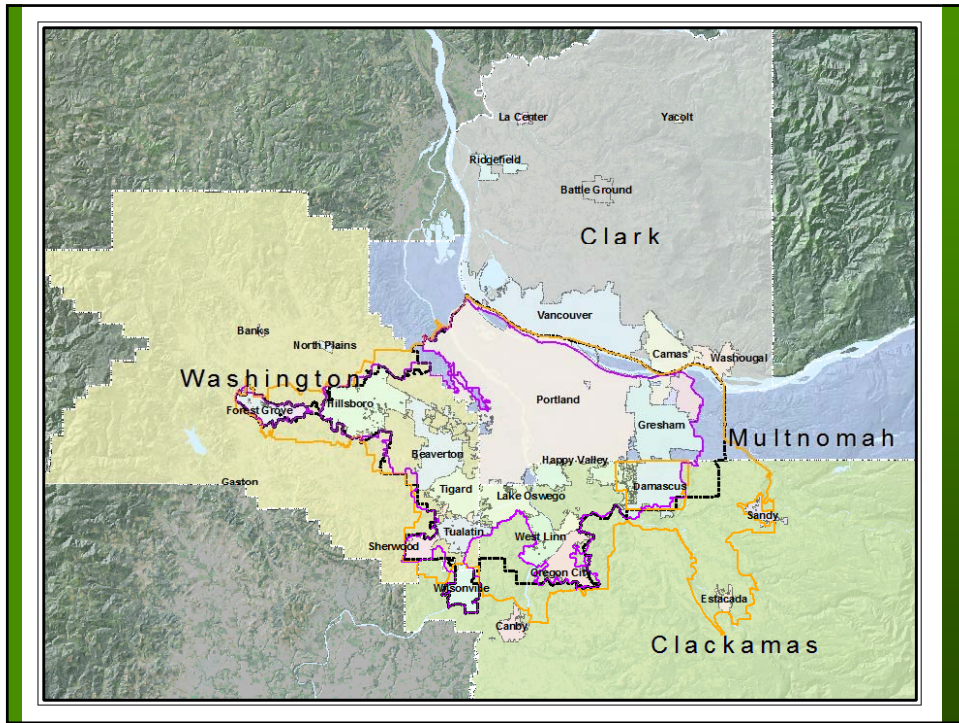 La Center
Yacolt
Ridgefield
Battle Ground
Clark
Vancouver
Banks
North Plains
Camas
Washougal
Washington
Portland
Forest Grove
Hillsboro
Gresham
Multnomah
Beaverton
Happy Valley
Gaston
Tigard
Lake Oswego
Damascus
Sandy
Tualatin
West Linn
Sherwood
Oregon City
Wilsonville
Estacada
Canby
Clackamas